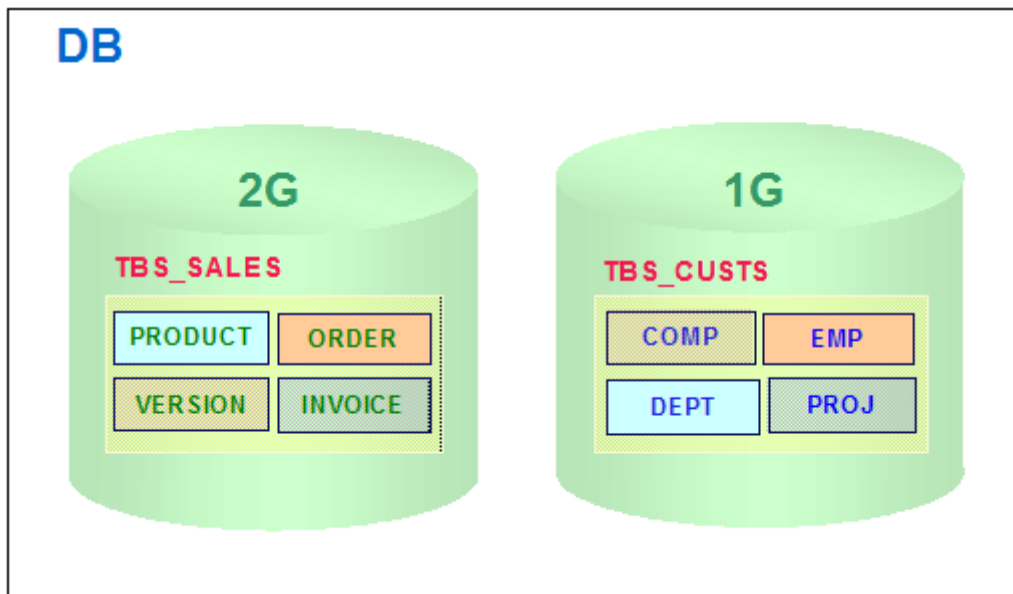 DB
2G
TBS_SALES
PRODUCT ORDER
VERSION INVOICE
1G
TBS_CUSTS
COMP EMP
DEPT PROJ